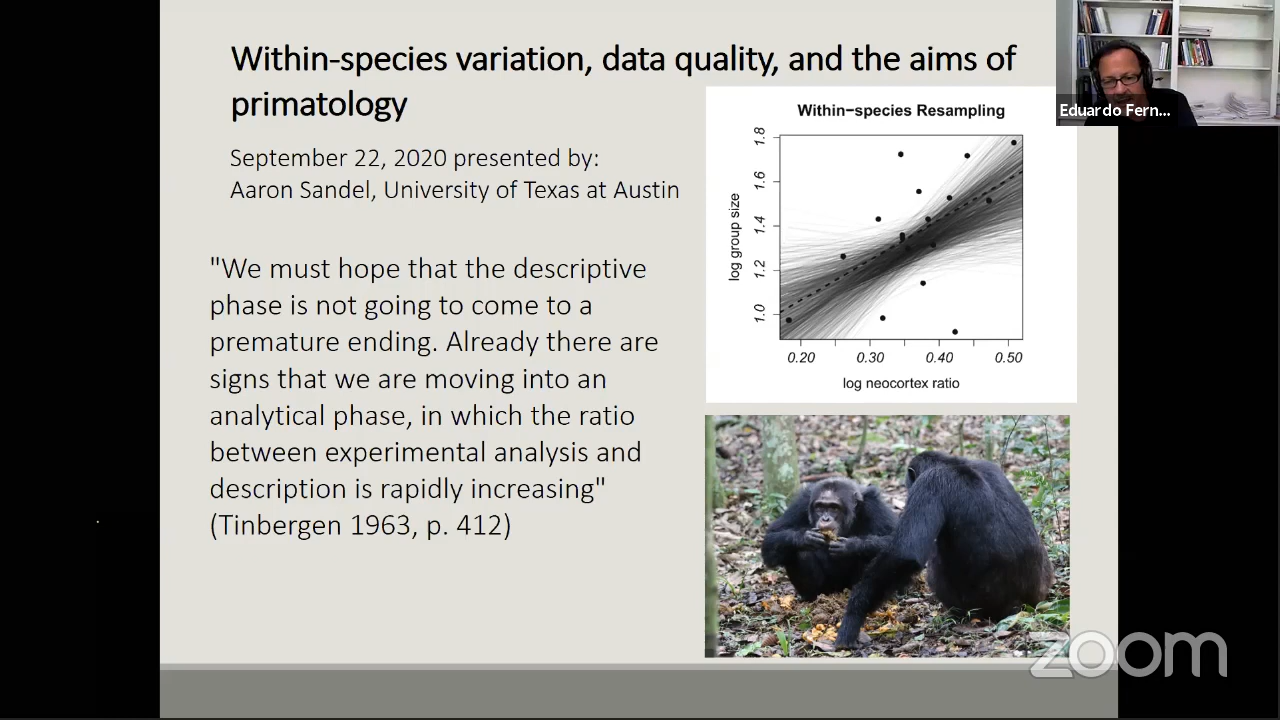 Within-species variation, data quality, and the aims of
primatology
September 22, 2020 presented by:
Aaron Sandel, University of Texas at Austin
"We must hope that the descriptive
phase is not going to come to a
premature ending. Already there are
signs that we are moving into an
analytical phase, in which the ratio
between experimental analysis and
description is rapidly increasing"
(Tinbergen 1963, p. 412)
Within−species Resampling
log group size
1.8
1.6
1.4
1.2
1.0
0.20 0.30 0.40 0.50
log neocortex ratio
Eduardo Fern...
zoom